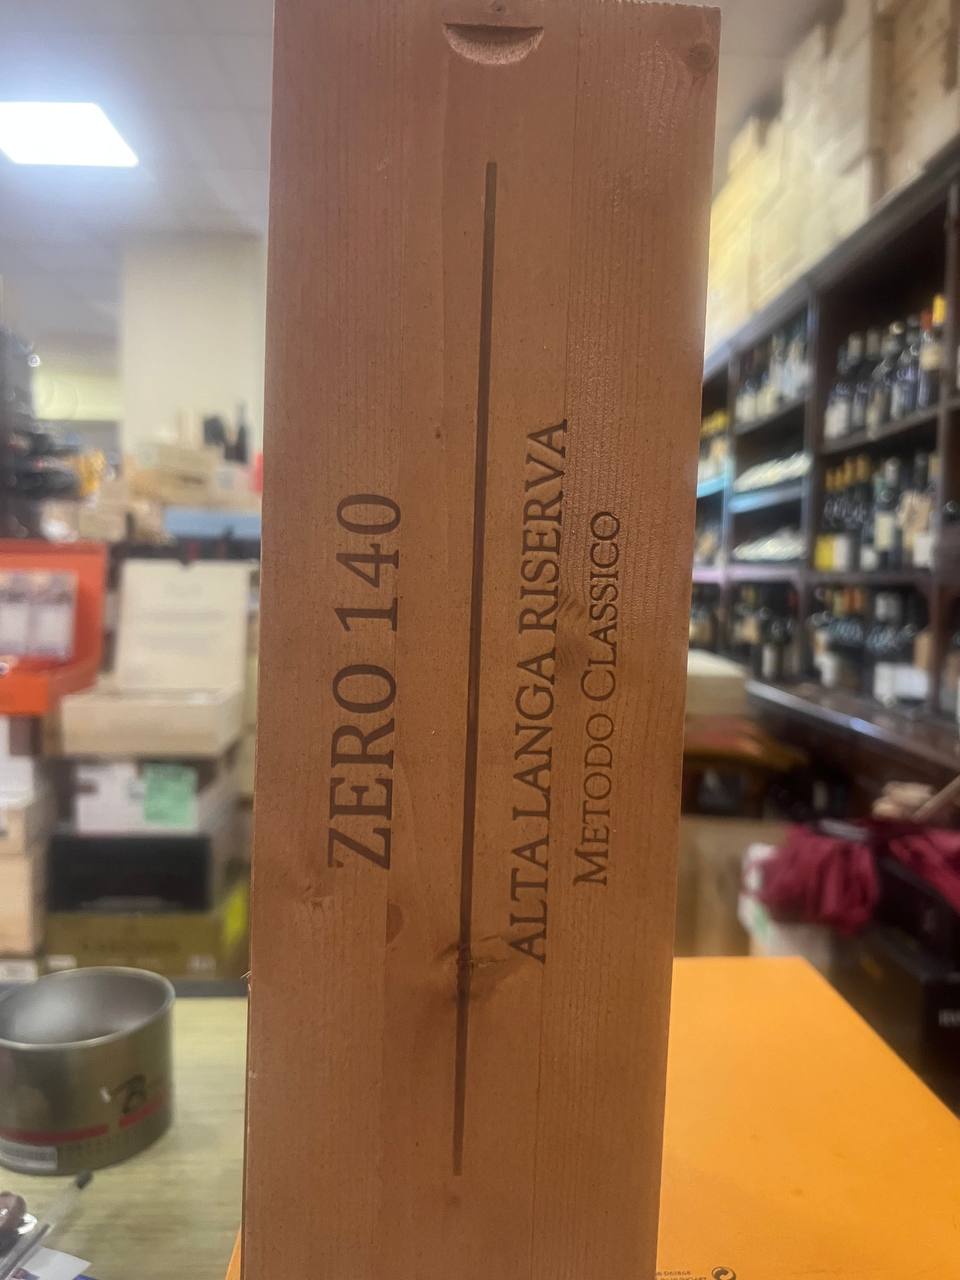 ZERO 140
ALTA LANGA RISERVA
METODO CLASSICO